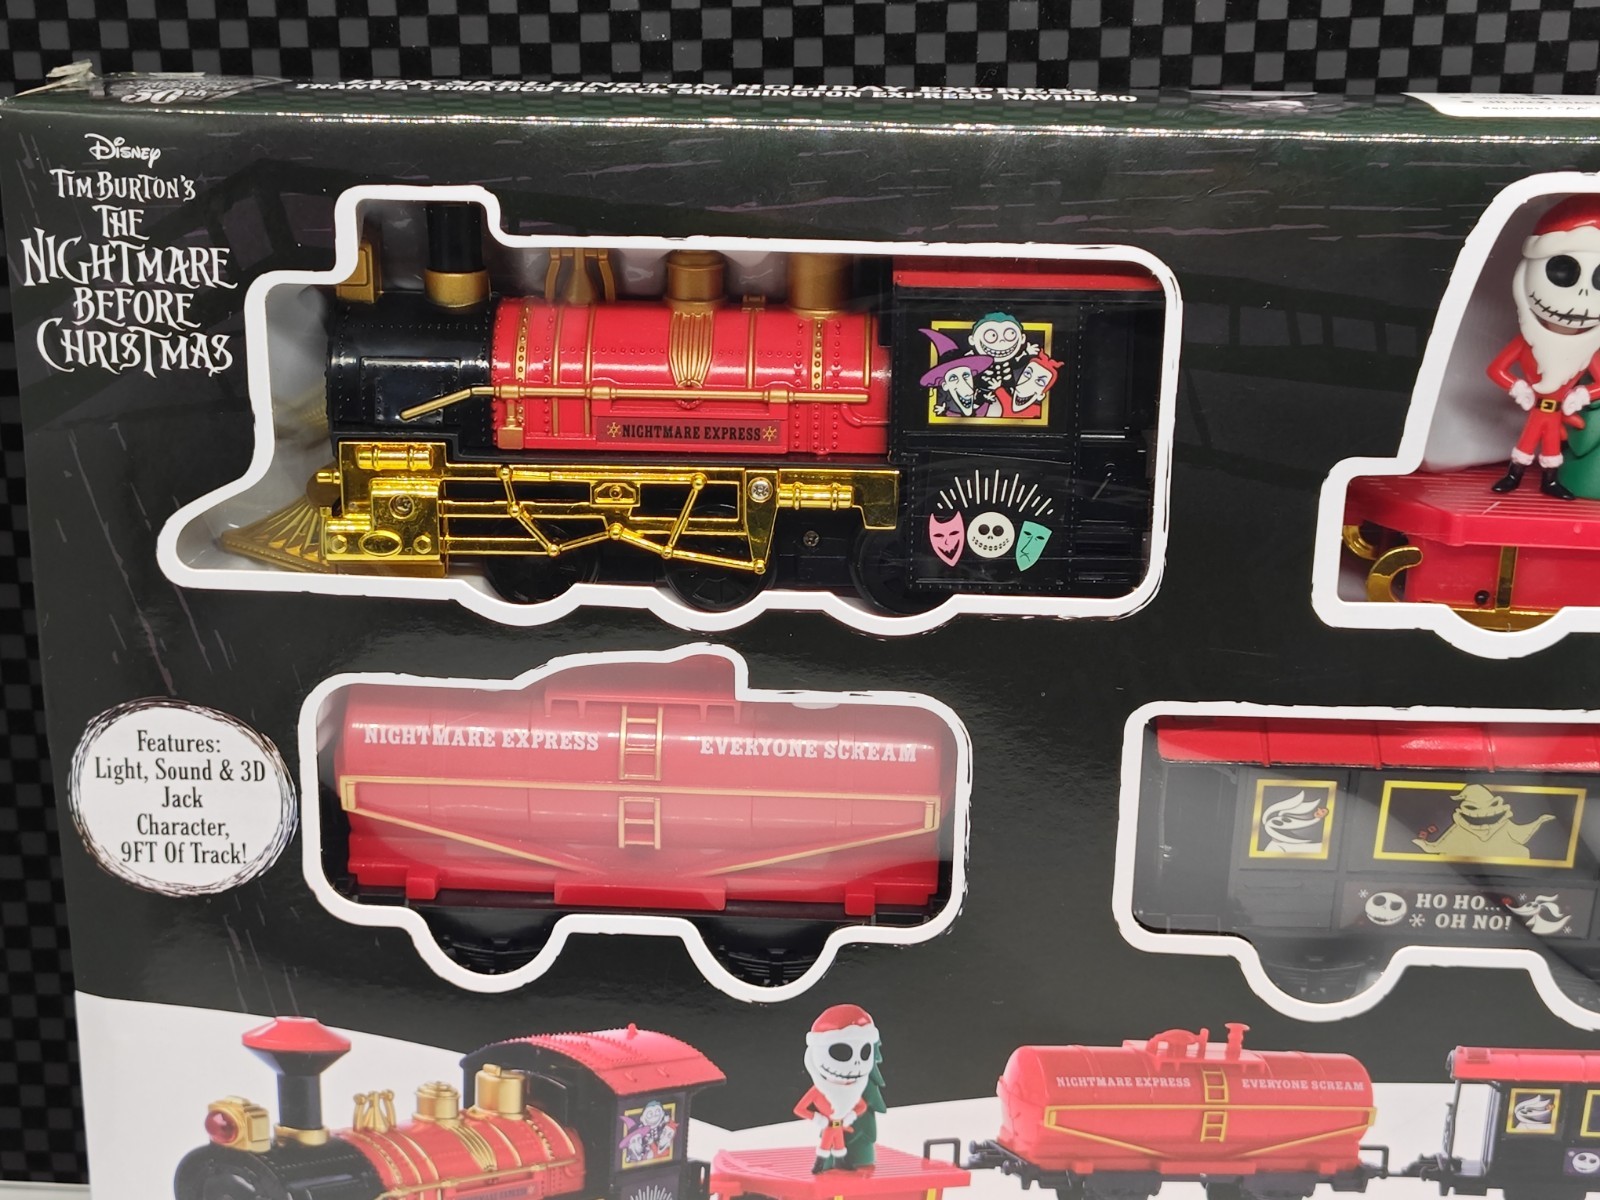 30th
JACK SKELLINGTON HOLIDAY EXPRESS
TRANVÍA TEMÁTICO DE JACK SKELLINGTON EXPRESO NAVIDEÑO
Disney
Tim Burton's
The
Nightmare
Before
Christmas
NIGHTMARE EXPRESS
Features:
Light, Sound & 3D
Jack
Character,
9FT Of Track!
NIGHTMARE EXPRESS
EVERYONE SCREAM
HO HO...
OH NO!
NIGHTMARE EXPRESS
EVERYONE SCREAM